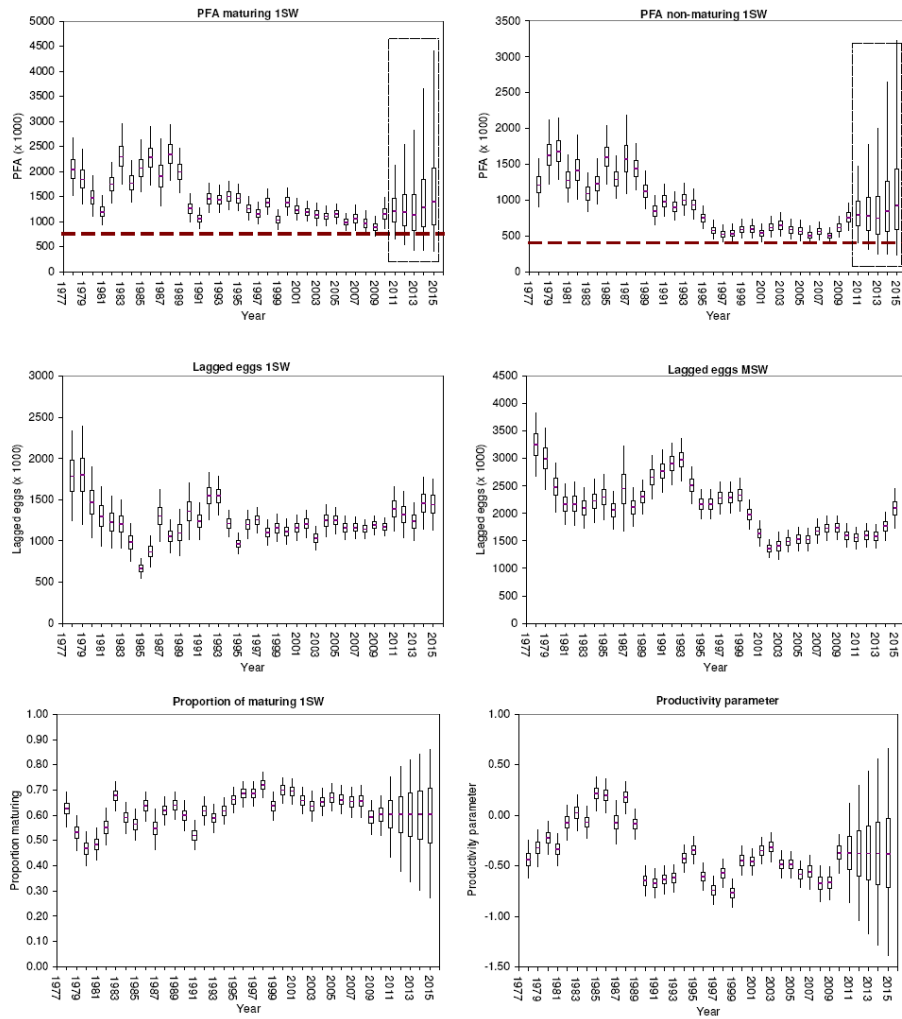 PFA maturing 1SW
5000
4500
4000
3500
3000
2500
2000
1500
1000
500
0
PFA (x 1000)
1977 1979 1981 1983 1985 1987 1989 1991 1993 1995 1997 1999 2001 2003 2005 2007 2009 2011 2013 2015
Year
PFA non-maturing 1SW
3500
3000
2500
2000
1500
1000
500
0
PFA (x 1000)
1977 1979 1981 1983 1985 1987 1989 1991 1993 1995 1997 1999 2001 2003 2005 2007 2009 2011 2013 2015
Year
Lagged eggs 1SW
3000
2500
2000
1500
1000
500
0
Lagged eggs (x 1000)
1977 1979 1981 1983 1985 1987 1989 1991 1993 1995 1997 1999 2001 2003 2005 2007 2009 2011 2013 2015
Year
Lagged eggs MSW
4500
4000
3500
3000
2500
2000
1500
1000
500
0
Lagged eggs (x 1000)
1977 1979 1981 1983 1985 1987 1989 1991 1993 1995 1997 1999 2001 2003 2005 2007 2009 2011 2013 2015
Year
Proportion of maturing 1SW
1.00
0.90
0.80
0.70
0.60
0.50
0.40
0.30
0.20
0.10
0.00
Proportion maturing
1977 1979 1981 1983 1985 1987 1989 1991 1993 1995 1997 1999 2001 2003 2005 2007 2009 2011 2013 2015
Year
Productivity parameter
1.00
0.50
0.00
-0.50
-1.00
-1.50
Productivity parameter
1977 1979 1981 1983 1985 1987 1989 1991 1993 1995 1997 1999 2001 2003 2005 2007 2009 2011 2013 2015
Year